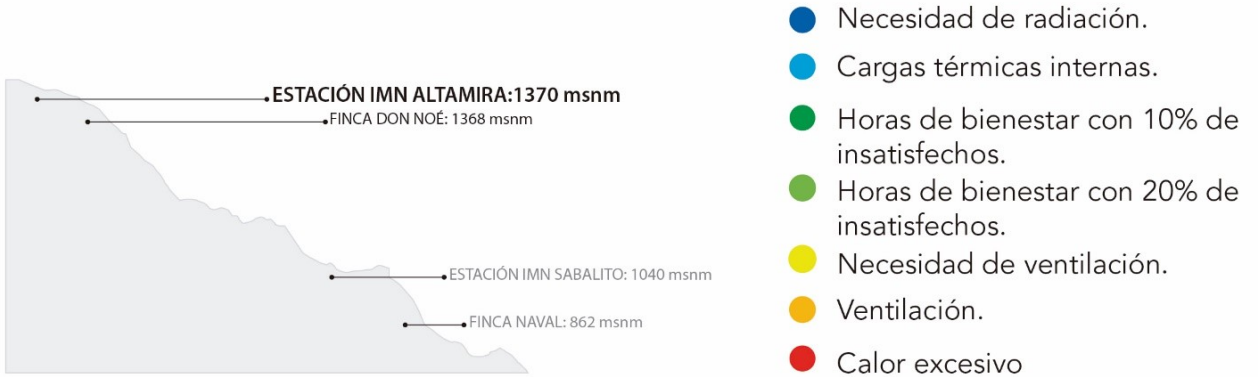 ESTACIÓN IMN ALTAMIRA:1370 msnm
FINCA DON NOÉ: 1368 msnm
ESTACIÓN IMN SABALITO: 1040 msnm
FINCA NAVAL: 862 msnm
Necesidad de radiación.
Cargas térmicas internas.
Horas de bienestar con 10% de
insatisfechos.
Horas de bienestar con 20% de
insatisfechos.
Necesidad de ventilación.
Ventilación.
Calor excesivo